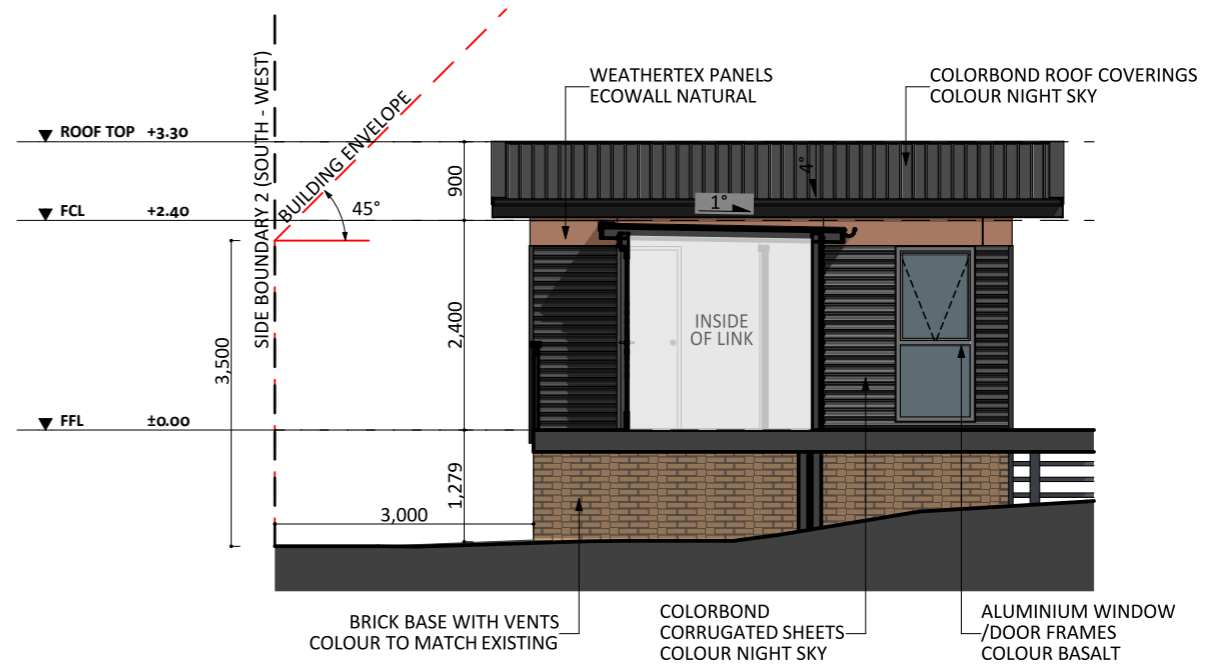 WEATHERTEX PANELS
ECOWALL NATURAL
COLORBOND ROOF COVERINGS
COLOUR NIGHT SKY
ROOF TOP +3.30
FCL +2.40
FFL ±0.00
SIDE BOUNDARY 2 (SOUTH - WEST)
BUILDING ENVELOPE
45°
900
2,400
1,279
3,500
3,000
4°
1°
INSIDE
OF LINK
BRICK BASE WITH VENTS
COLOUR TO MATCH EXISTING
COLORBOND
CORRUGATED SHEETS
COLOUR NIGHT SKY
ALUMINIUM WINDOW
/DOOR FRAMES
COLOUR BASALT